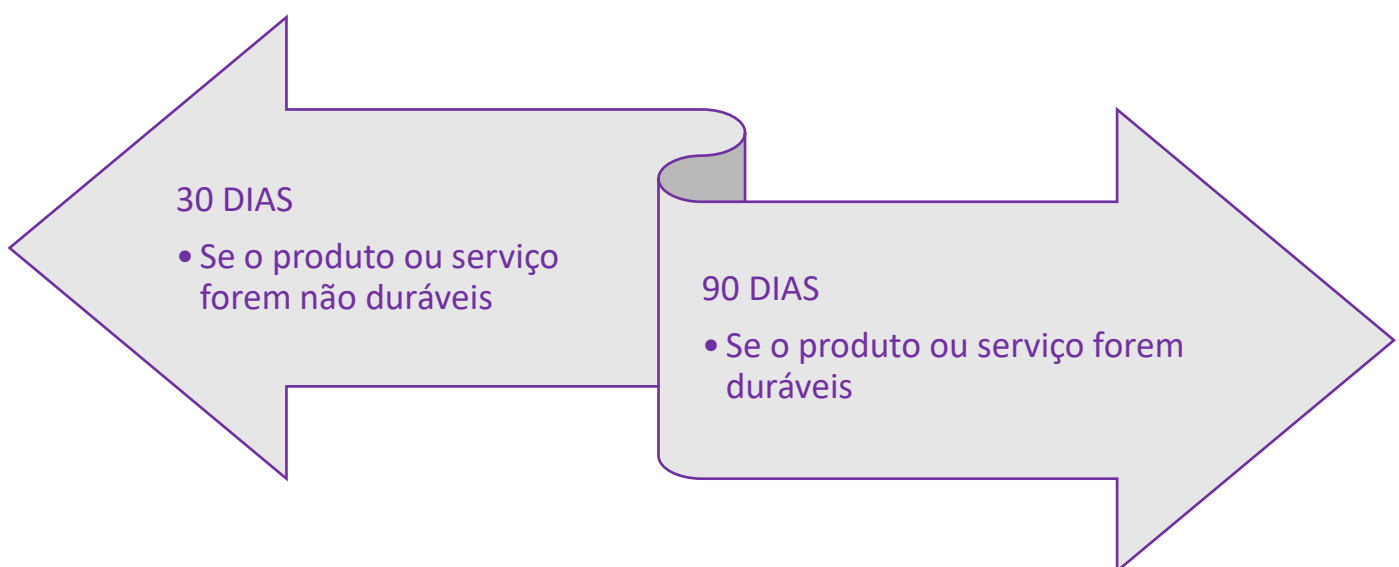 30 DIAS
• Se o produto ou serviço
forem não duráveis
90 DIAS
• Se o produto ou serviço forem
duráveis